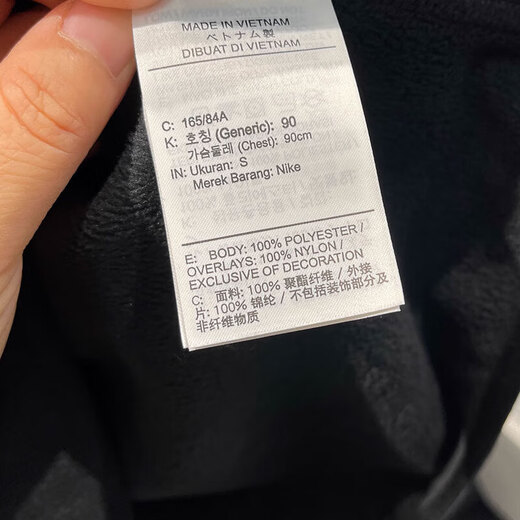 MADE IN VIETNAM
ベトナム製
DIBUAT DI VIETNAM
C: 165/84A
K: 호칭 (Generic): 90
가슴둘레 (Chest): 90cm
IN: Ukuran: S
Merek Barang: Nike
E: BODY: 100% POLYESTER /
OVERLAYS: 100% NYLON /
EXCLUSIVE OF DECORATION
C: 面料: 100% 聚酯纤维 / 外接
片: 100% 锦纶 / 不包括装饰部分及
非纤维物质